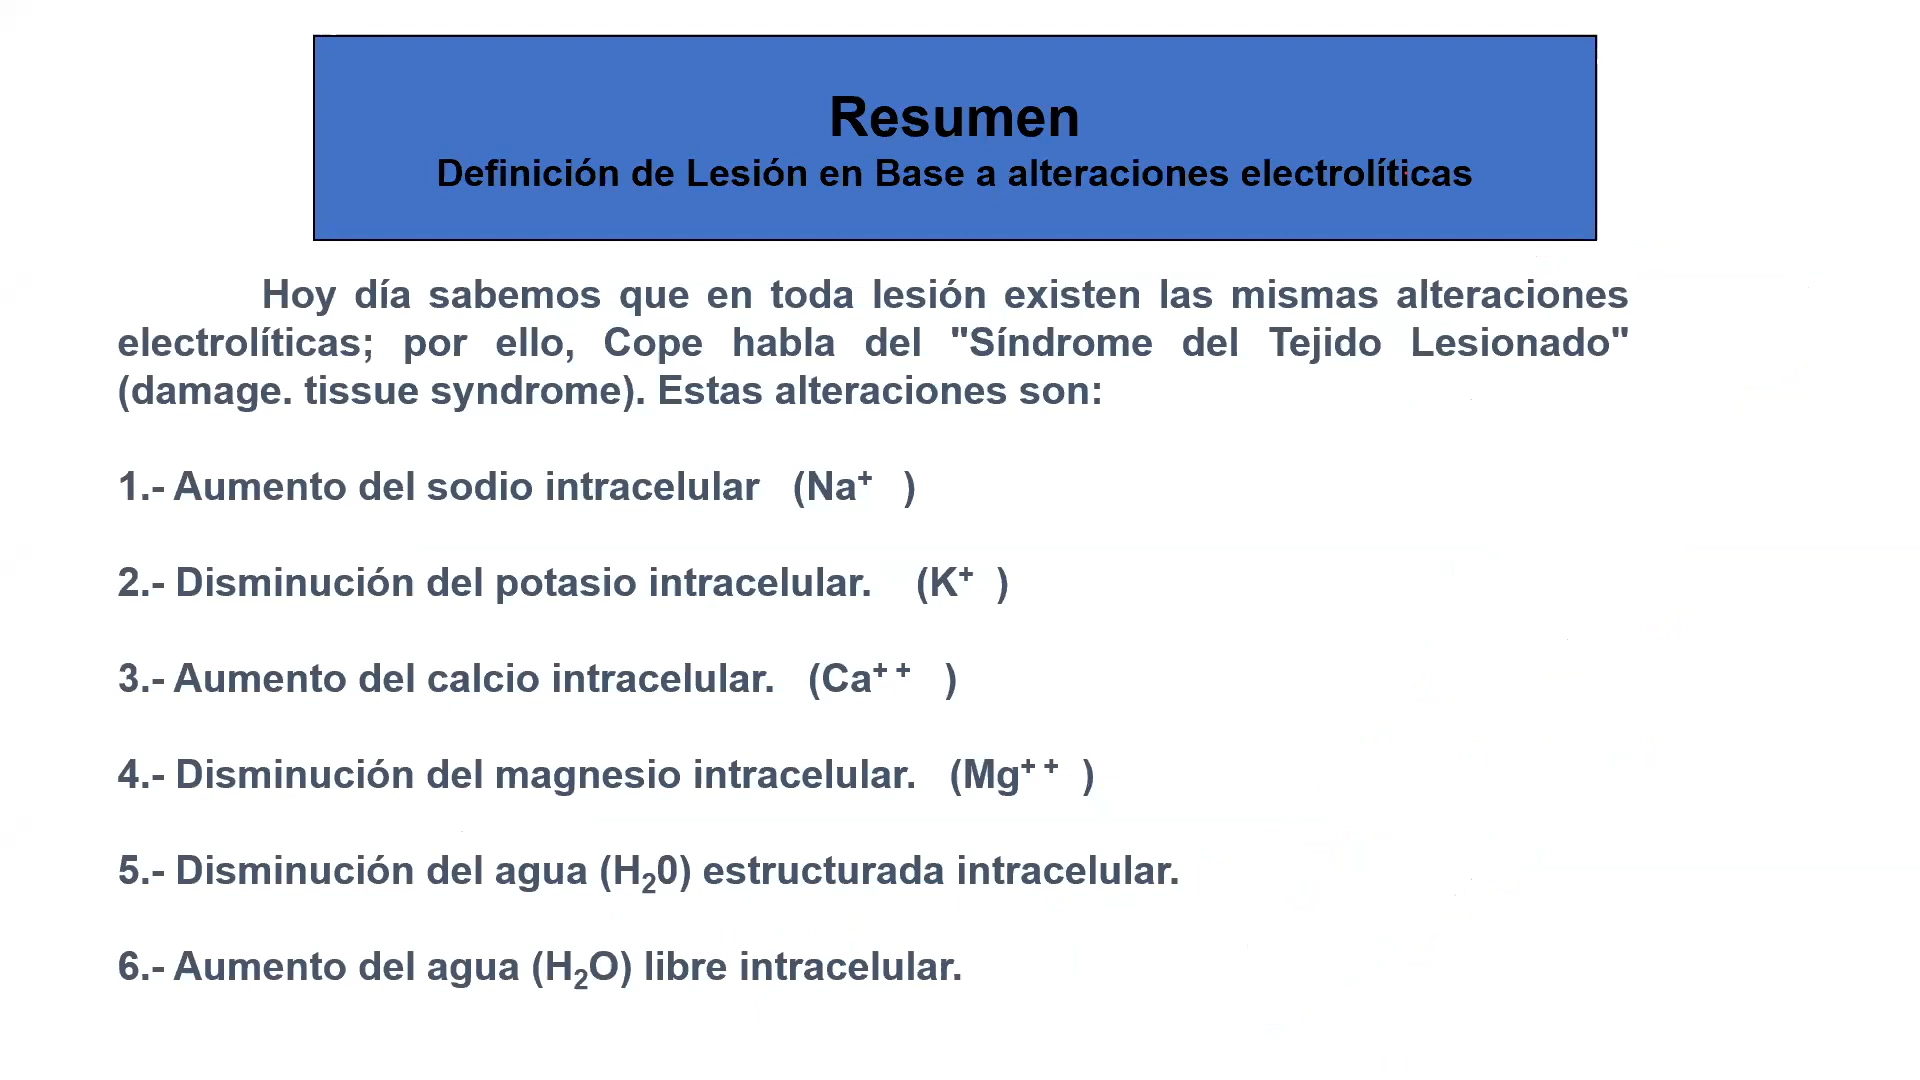 Resumen
Definición de Lesión en Base a alteraciones electrolíticas
Hoy día sabemos que en toda lesión existen las mismas alteraciones
electrolíticas; por ello, Cope habla del "Síndrome del Tejido Lesionado"
(damage. tissue syndrome). Estas alteraciones son:
1.- Aumento del sodio intracelular (Na⁺ )
2.- Disminución del potasio intracelular. (K⁺ )
3.- Aumento del calcio intracelular. (Ca⁺ ⁺ )
4.- Disminución del magnesio intracelular. (Mg⁺ ⁺ )
5.- Disminución del agua (H₂0) estructurada intracelular.
6.- Aumento del agua (H₂O) libre intracelular.